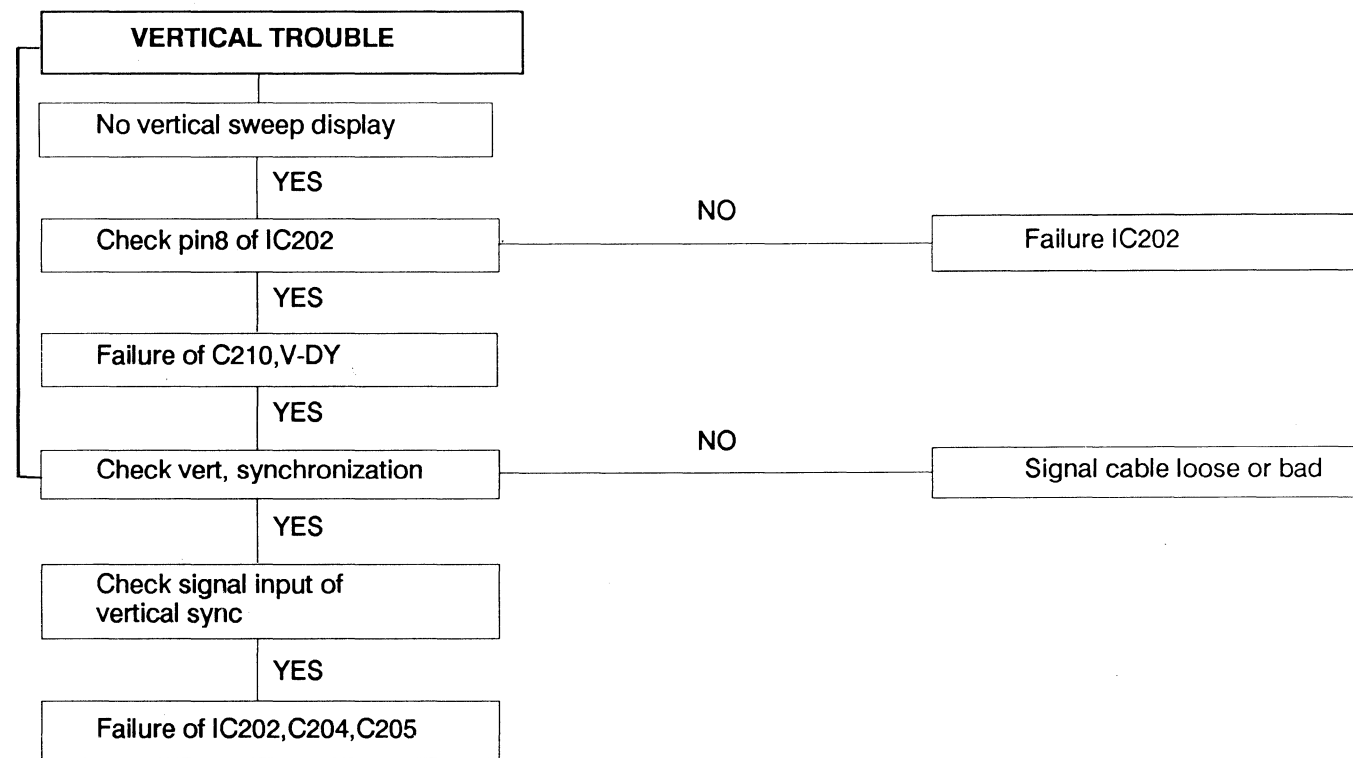 VERTICAL TROUBLE
No vertical sweep display
YES
NO
Check pin8 of IC202
Failure IC202
YES
Failure of C210,V-DY
YES
NO
Check vert, synchronization
Signal cable loose or bad
YES
Check signal input of
vertical sync
YES
Failure of IC202,C204,C205